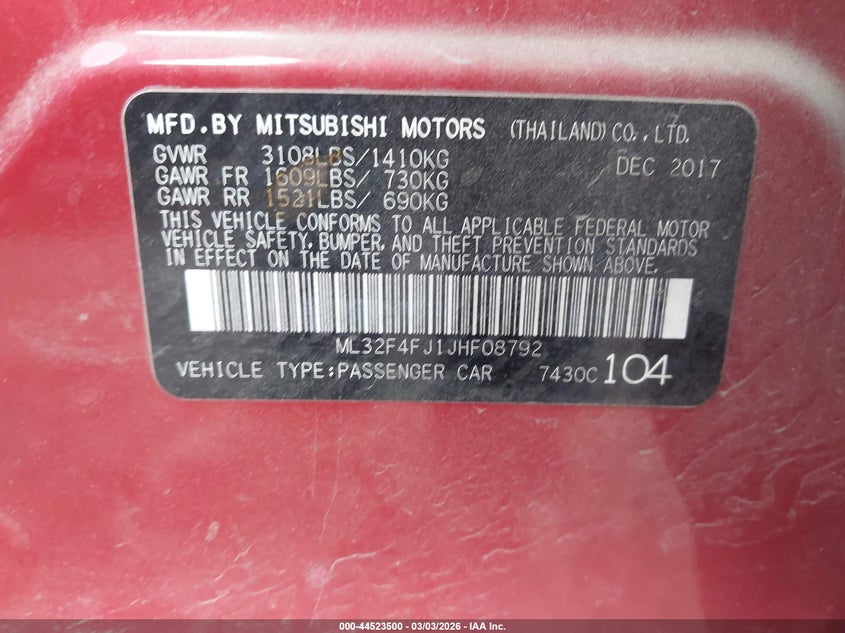 MFD.BY MITSUBISHI MOTORS (THAILAND)CO.,LTD.
GVWR 3108LBS/1410KG DEC 2017
GAWR FR 1609LBS/ 730KG
GAWR RR 1521LBS/ 690KG
THIS VEHICLE CONFORMS TO ALL APPLICABLE FEDERAL MOTOR
VEHICLE SAFETY, BUMPER, AND THEFT PREVENTION STANDARDS
IN EFFECT ON THE DATE OF MANUFACTURE SHOWN ABOVE.
ML32F4FJ1JHF08792
VEHICLE TYPE:PASSENGER CAR 7430C 104
000-44523500 - 03/03/2026 - IAA Inc.